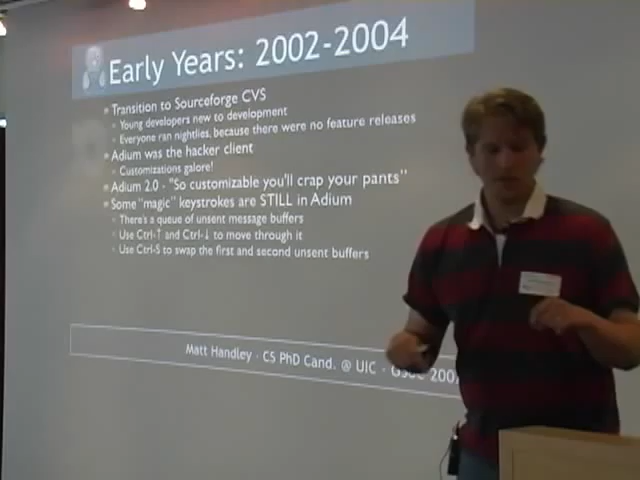 Early Years: 2002-2004
Transition to Sourceforge CVS
Young developers new to development
Everyone ran nightlies, because there were no feature releases
Adium was the hacker client
Customizations galore!
Adium 2.0 - "So customizable you'll crap your pants"
Some "magic" keystrokes are STILL in Adium
There's a queue of unsent message buffers
Use Ctrl-↑ and Ctrl-↓ to move through it
Use Ctrl-S to swap the first and second unsent buffers
Matt Handley · CS PhD Cand. @ UIC · GSoC 2007